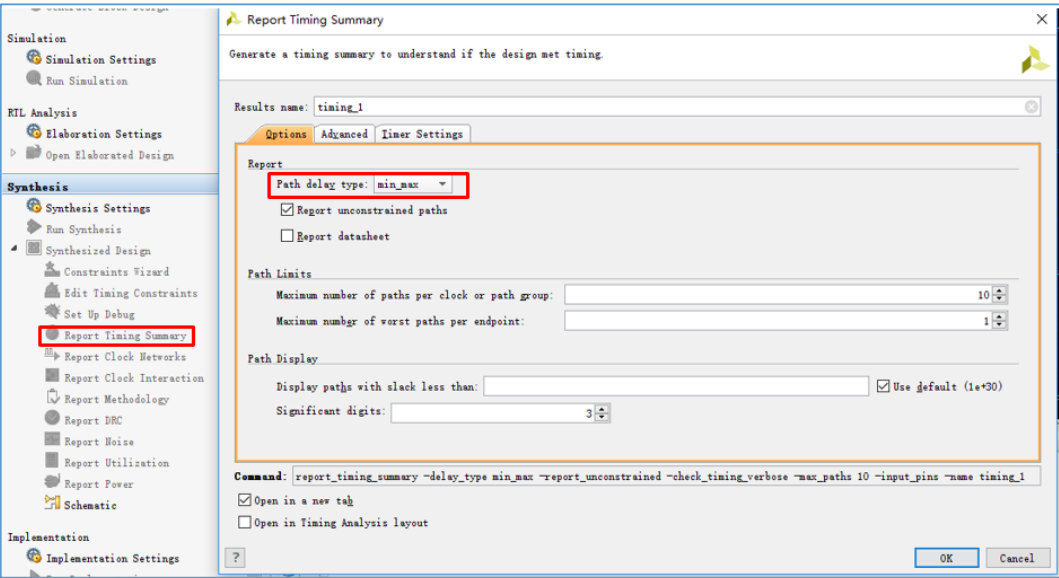 Simulation
Simulation Settings
Run Simulation
RTL Analysis
Elaboration Settings
Open Elaborated Design
Synthesis
Synthesis Settings
Run Synthesis
Synthesized Design
Constraints Wizard
Edit Timing Constraints
Set Up Debug
Report Timing Summary
Report Clock Networks
Report Clock Interaction
Report Methodology
Report DRC
Report Noise
Report Utilization
Report Power
Schematic
Implementation
Implementation Settings
Report Timing Summary
Generate a timing summary to understand if the design met timing.
Results name: timing_1
Options Advanced Timer Settings
Report
Path delay type: min_max
Report unconstrained paths
Report datasheet
Path Limits
Maximum number of paths per clock or path group: 10
Maximum number of worst paths per endpoint: 1
Path Display
Display paths with slack less than: Use default (1e+30)
Significant digits: 3
Command: report_timing_summary -delay_type min_max -report_unconstrained -check_timing_verbose -max_paths 10 -input_pins -name timing_1
Open in a new tab
Open in Timing Analysis layout
? OK Cancel